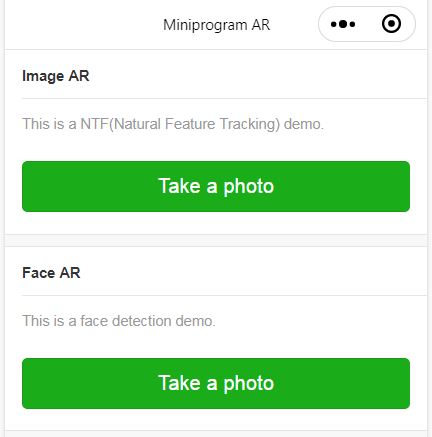 Miniprogram AR
Image AR
This is a NTF(Natural Feature Tracking) demo.
Take a photo
Face AR
This is a face detection demo.
Take a photo